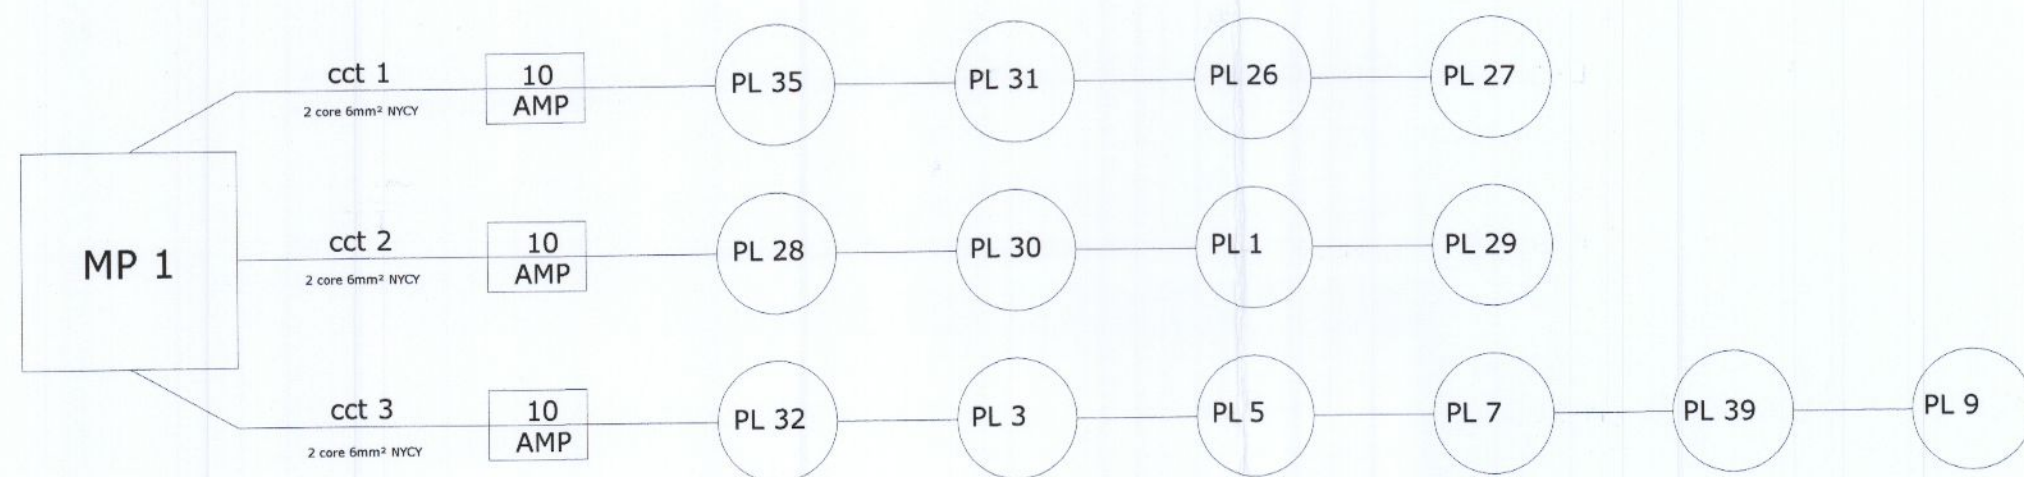 cct 1
2 core 6mm² NYCY
10
AMP
PL 35
PL 31
PL 26
PL 27
MP 1
cct 2
2 core 6mm² NYCY
10
AMP
PL 28
PL 30
PL 1
PL 29
cct 3
2 core 6mm² NYCY
10
AMP
PL 32
PL 3
PL 5
PL 7
PL 39
PL 9